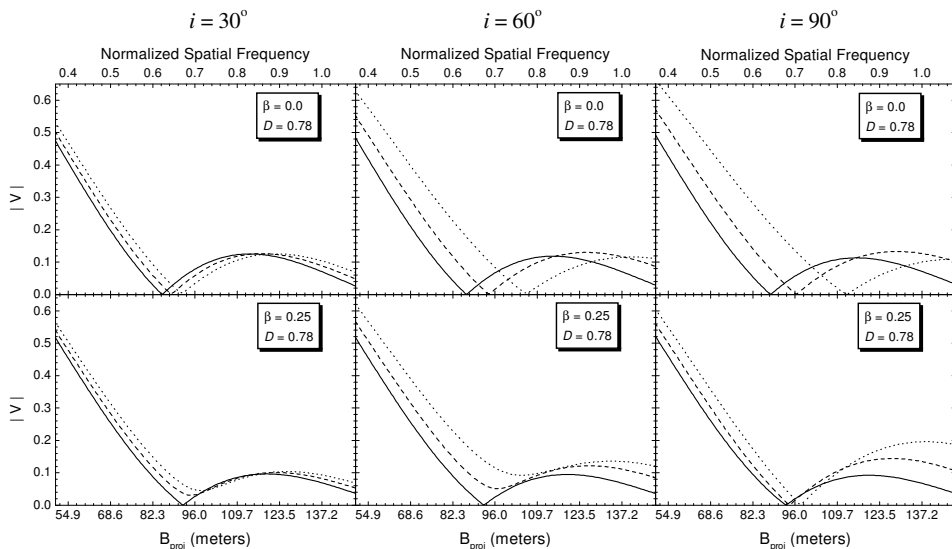 i = 30° i = 60° i = 90°
Normalized Spatial Frequency Normalized Spatial Frequency Normalized Spatial Frequency
0.4 0.5 0.6 0.7 0.8 0.9 1.0 0.4 0.5 0.6 0.7 0.8 0.9 1.0 0.4 0.5 0.6 0.7 0.8 0.9 1.0
0.6
0.5
0.4
0.3
0.2
0.1
0.0
| V |
β = 0.0
D = 0.78
β = 0.0
D = 0.78
β = 0.0
D = 0.78
0.6
0.5
0.4
0.3
0.2
0.1
0.0
| V |
β = 0.25
D = 0.78
β = 0.25
D = 0.78
β = 0.25
D = 0.78
54.9 68.6 82.3 96.0 109.7 123.5 137.2 54.9 68.6 82.3 96.0 109.7 123.5 137.2 54.9 68.6 82.3 96.0 109.7 123.5 137.2
B_proj (meters) B_proj (meters) B_proj (meters)